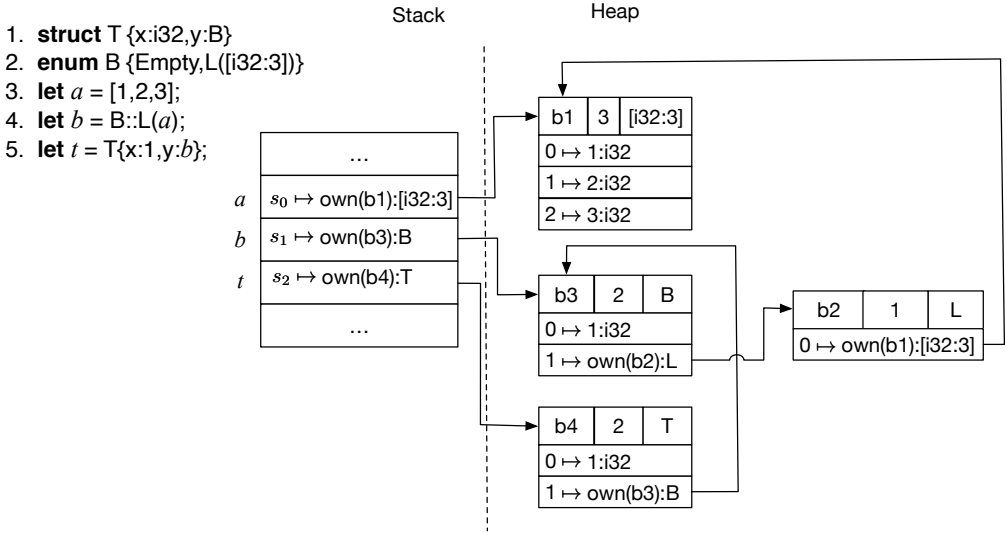 Stack
Heap
1. struct T {x:i32,y:B}
2. enum B {Empty,L([i32:3])}
3. let a = [1,2,3];
4. let b = B::L(a);
5. let t = T{x:1,y:b};
...
a s₀ ↦ own(b1):[i32:3]
b s₁ ↦ own(b3):B
t s₂ ↦ own(b4):T
...
b1 3 [i32:3]
0 ↦ 1:i32
1 ↦ 2:i32
2 ↦ 3:i32
b3 2 B
0 ↦ 1:i32
1 ↦ own(b2):L
b2 1 L
0 ↦ own(b1):[i32:3]
b4 2 T
0 ↦ 1:i32
1 ↦ own(b3):B